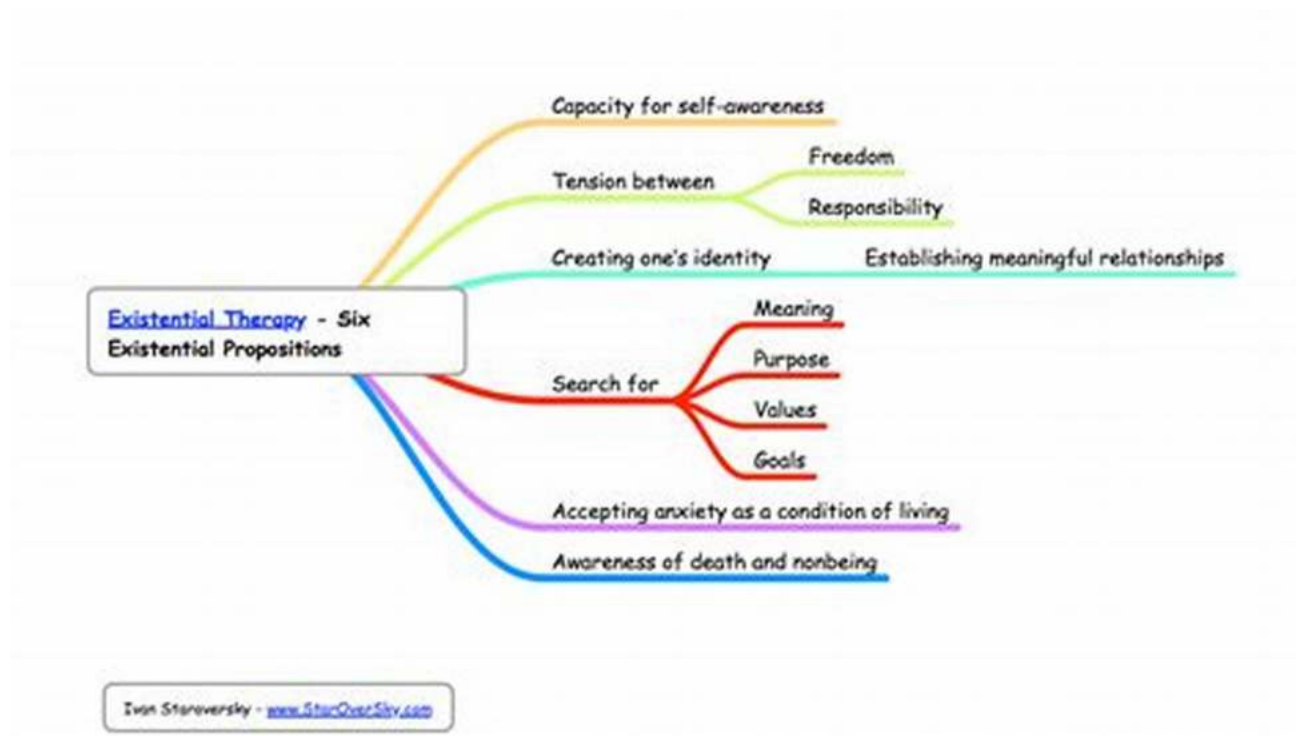 Capacity for self-awareness
Freedom
Tension between
Responsibility
Creating one's identity
Establishing meaningful relationships
Meaning
Existential Therapy - Six
Existential Propositions
Purpose
Search for
Values
Goals
Accepting anxiety as a condition of living
Awareness of death and nonbeing
Ivan Staroversky - www.StarOverSky.com